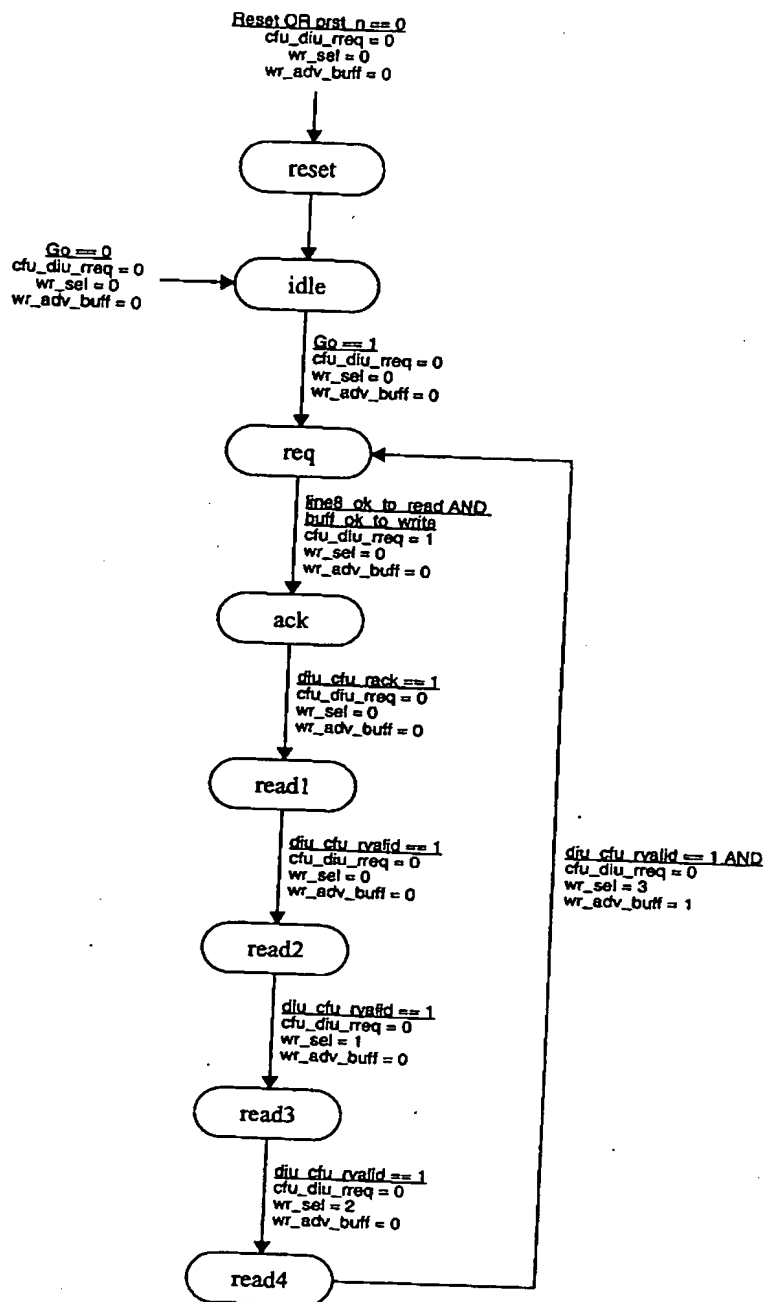 Reset OR prst_n == 0
cfu_diu_rreq = 0
wr_sel = 0
wr_adv_buff = 0
reset
Go == 0
cfu_diu_rreq = 0
wr_sel = 0
wr_adv_buff = 0
idle
Go == 1
cfu_diu_rreq = 0
wr_sel = 0
wr_adv_buff = 0
req
line8_ok_to_read AND
buff_ok_to_write
cfu_diu_rreq = 1
wr_sel = 0
wr_adv_buff = 0
ack
diu_cfu_rack == 1
cfu_diu_rreq = 0
wr_sel = 0
wr_adv_buff = 0
read1
diu_cfu_rvalid == 1
cfu_diu_rreq = 0
wr_sel = 0
wr_adv_buff = 0
diu_cfu_rvalid == 1 AND
cfu_diu_rreq = 0
wr_sel = 3
wr_adv_buff = 1
read2
diu_cfu_rvalid == 1
cfu_diu_rreq = 0
wr_sel = 1
wr_adv_buff = 0
read3
diu_cfu_rvalid == 1
cfu_diu_rreq = 0
wr_sel = 2
wr_adv_buff = 0
read4